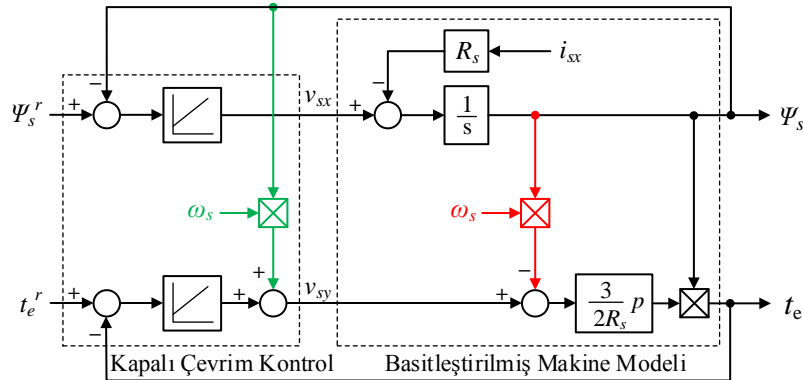 R_s
i_sx
Ψ_s^r
+
−
v_sx
+
−
1/s
Ψ_s
ω_s
ω_s
t_e^r
+
−
+
+
v_sy
+
−
3/2R_s p
t_e
Kapalı Çevrim Kontrol
Basitleştirilmiş Makine Modeli